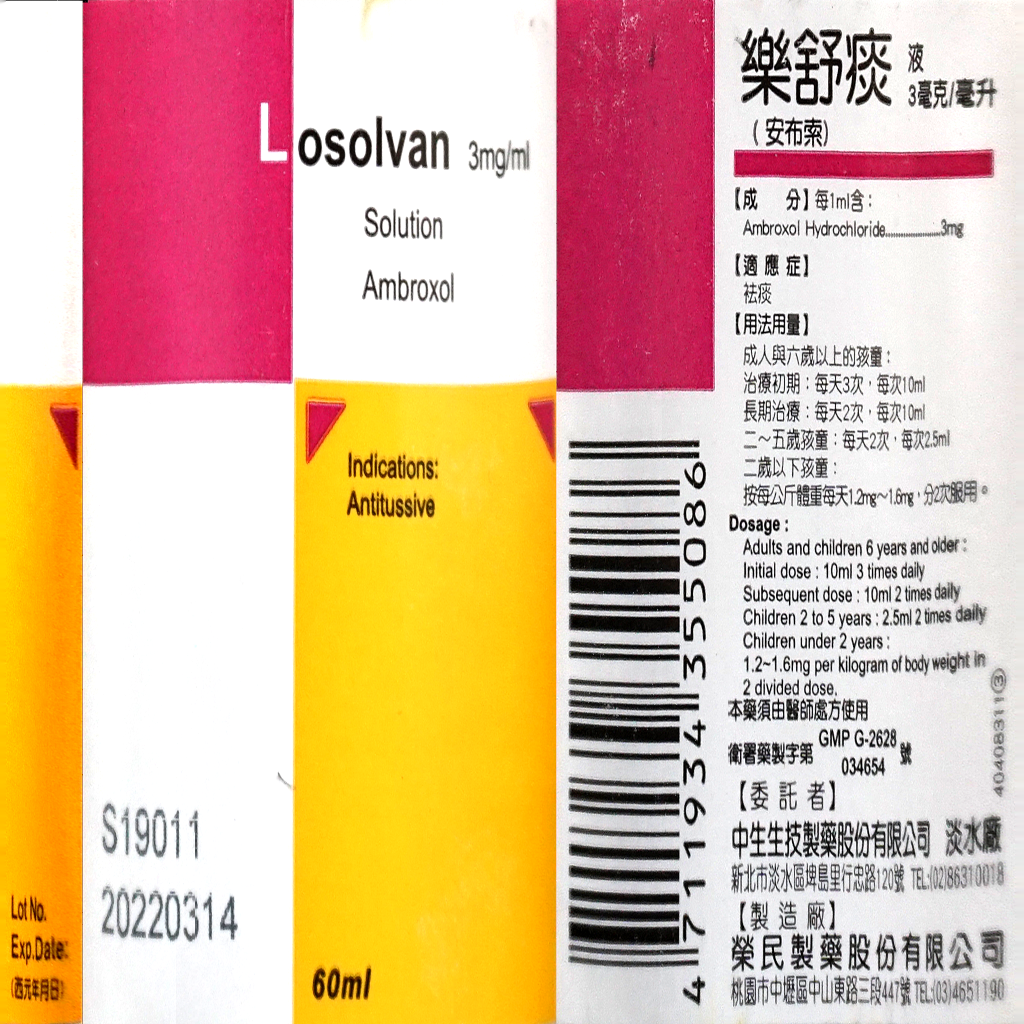 Losolvan 3mg/ml
Solution
Ambroxol
Indications:
Antitussive
60ml
S19011
20220314
Lot No.
Exp.Date:
(西元年月日)
4711934355086
樂舒痰 液
3毫克/毫升
(安布索)
【成 分】每1ml含:
Ambroxol Hydrochloride....................3mg
【適應症】
袪痰
【用法用量】
成人與六歲以上的孩童:
治療初期:每天3次,每次10ml
長期治療:每天2次,每次10ml
二~五歲孩童:每天2次,每次2.5ml
二歲以下孩童:
按每公斤體重每天1.2mg~1.6mg,分2次服用。
Dosage :
Adults and children 6 years and older :
Initial dose : 10ml 3 times daily
Subsequent dose : 10ml 2 times daily
Children 2 to 5 years : 2.5ml 2 times daily
Children under 2 years :
1.2~1.6mg per kilogram of body weight in
2 divided dose.
本藥須由醫師處方使用
衛署藥製字第 GMP G-2628 034654 號
40408311③
【委託者】
中生生技製藥股份有限公司 淡水廠
新北市淡水區埤島里行忠路120號 TEL:(02)86310018
【製造廠】
榮民製藥股份有限公司
桃園市中壢區中山東路三段447號 TEL:(03)4651190